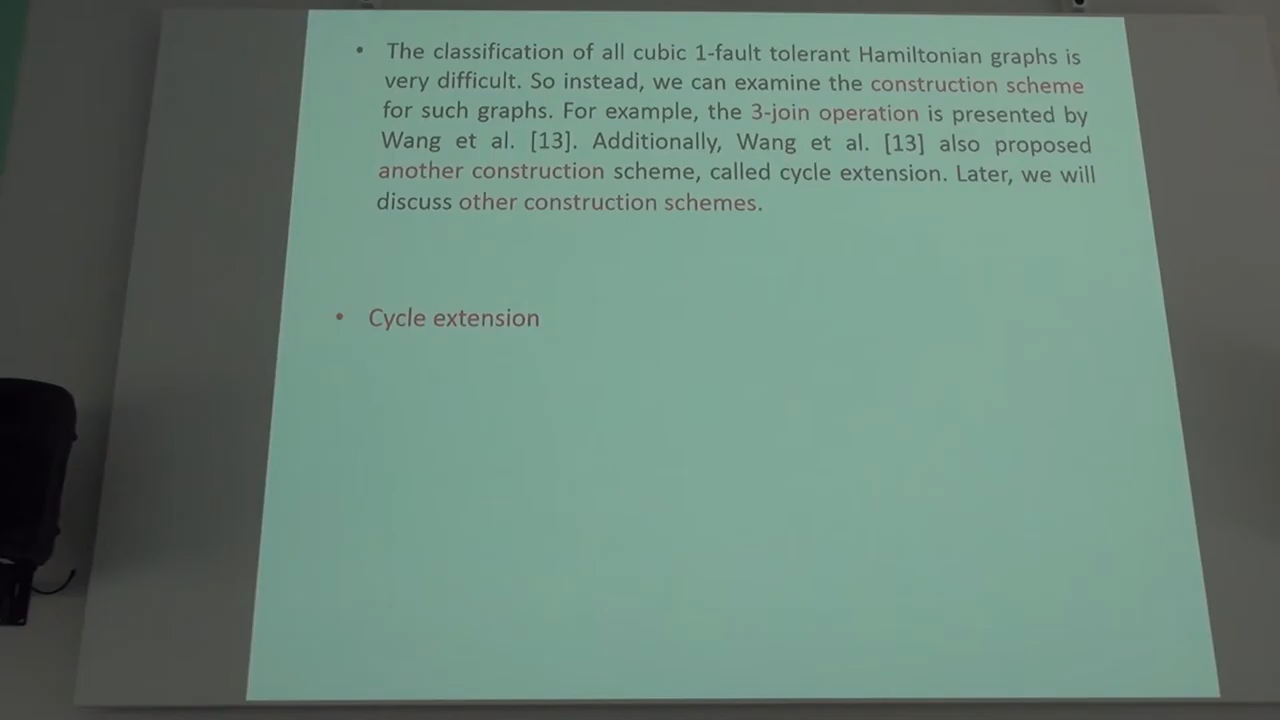 • The classification of all cubic 1-fault tolerant Hamiltonian graphs is
very difficult. So instead, we can examine the construction scheme
for such graphs. For example, the 3-join operation is presented by
Wang et al. [13]. Additionally, Wang et al. [13] also proposed
another construction scheme, called cycle extension. Later, we will
discuss other construction schemes.
• Cycle extension